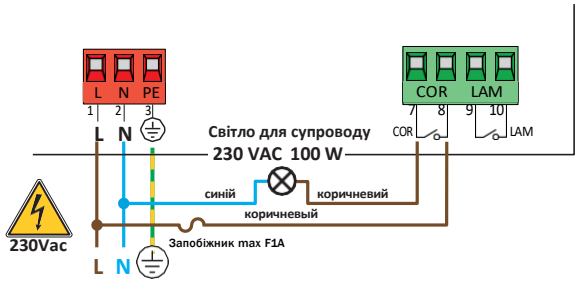 L N PE
COR LAM
1 2 3
7 8 9 10
L N
COR
LAM
Світло для супроводу
230 VAC 100 W
синій
коричневий
коричневый
230Vac
Запобіжник max F1A
L N